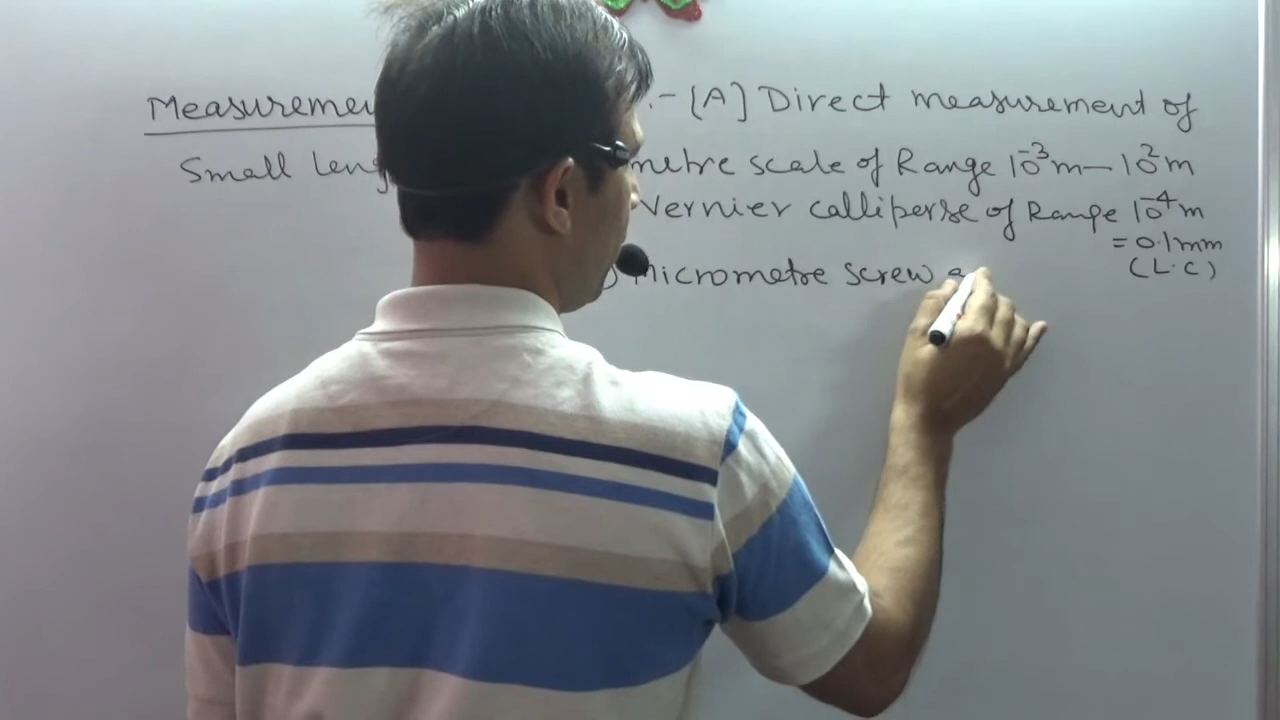 Measuremen .- [A] Direct measurement of
Small leng metre scale of Range 10⁻³m — 10²m
Vernier calliperse of Range 10⁻⁴m
= 0.1mm
) Micrometre screw (L.C)